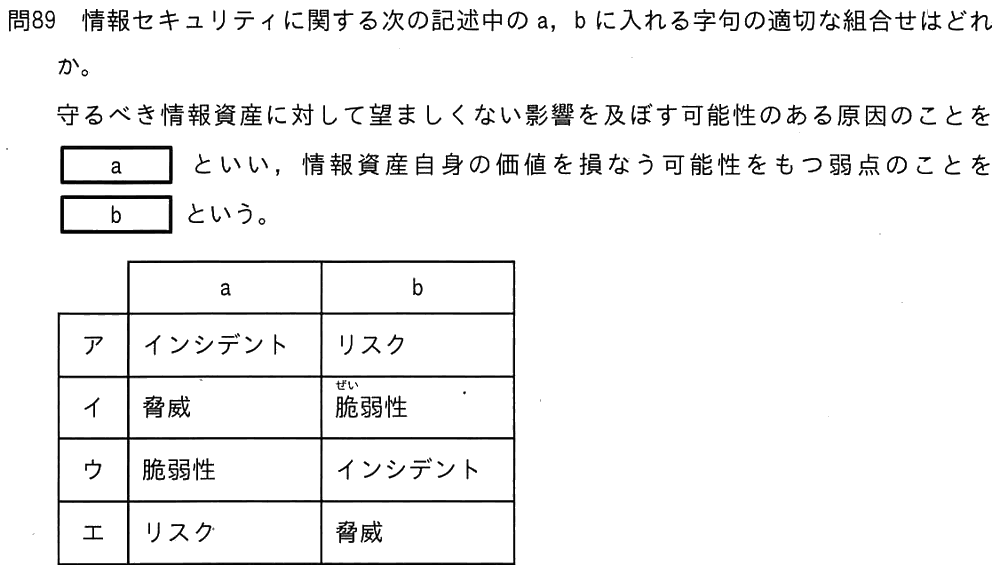 問89　情報セキュリティに関する次の記述中の a，b に入れる字句の適切な組合せはどれ
か。
守るべき情報資産に対して望ましくない影響を及ぼす可能性のある原因のことを
a といい，情報資産自身の価値を損なう可能性をもつ弱点のことを
b という。
a b
ア インシデント リスク
ぜい
イ 脅威 脆弱性
ウ 脆弱性 インシデント
エ リスク 脅威